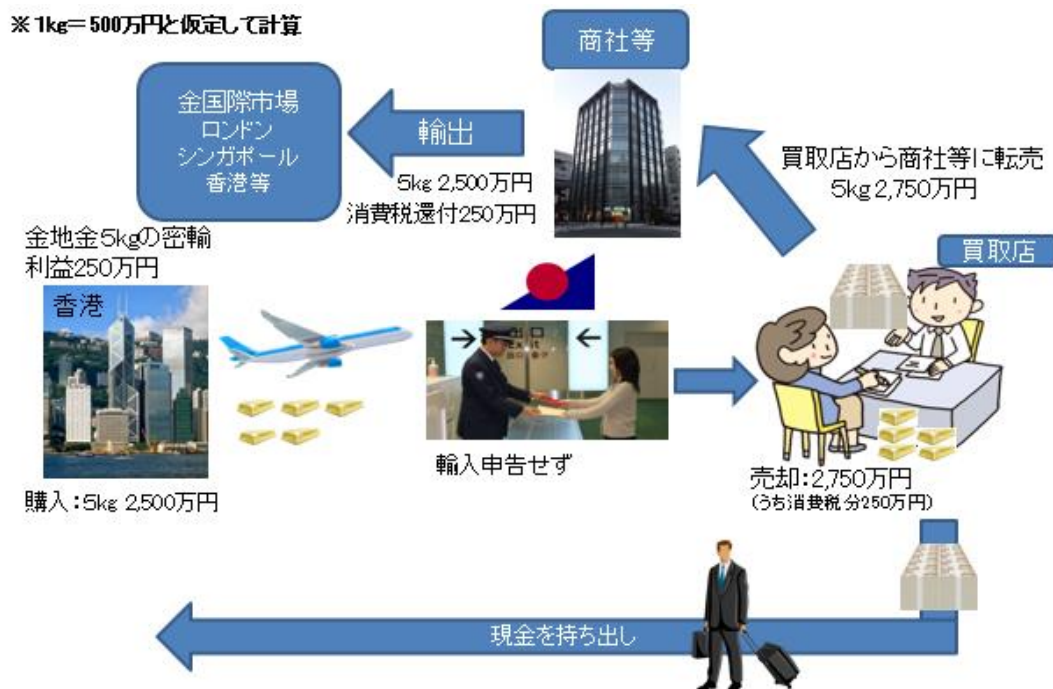 ※1kg＝500万円と仮定して計算
商社等
金国際市場
ロンドン
シンガポール
香港等
輸出
5kg 2,500万円
消費税還付250万円
買取店から商社等に転売
5kg 2,750万円
金地金5kgの密輸
利益250万円
買取店
香港
出口
Exit
輸入申告せず
購入：5kg 2,500万円
売却：2,750万円
(うち消費税分250万円)
現金を持ち出し